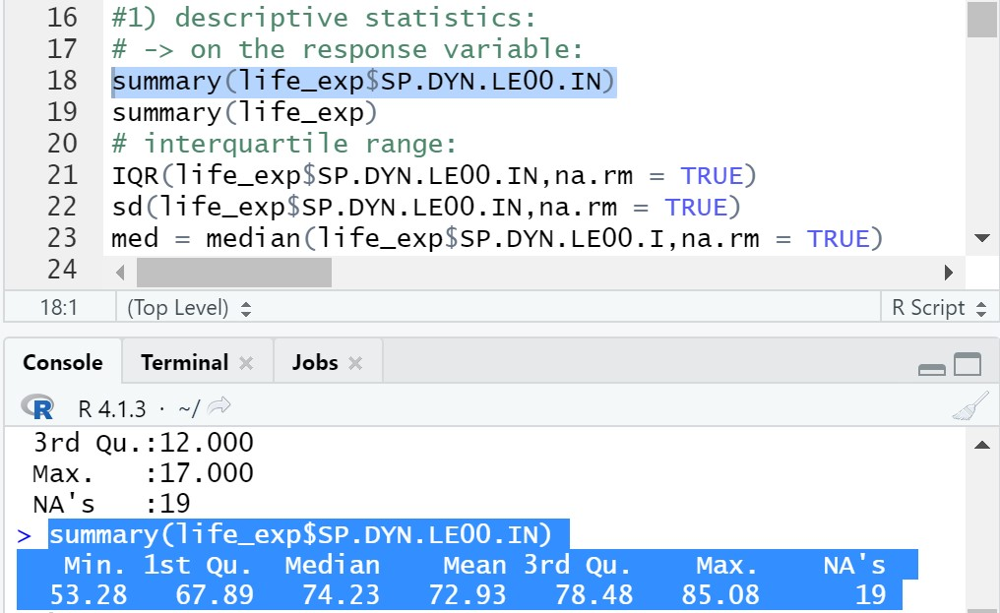 16 #1) descriptive statistics:
17 # -> on the response variable:
18 summary(life_exp$SP.DYN.LE00.IN)
19 summary(life_exp)
20 # interquartile range:
21 IQR(life_exp$SP.DYN.LE00.IN,na.rm = TRUE)
22 sd(life_exp$SP.DYN.LE00.IN,na.rm = TRUE)
23 med = median(life_exp$SP.DYN.LE00.I,na.rm = TRUE)
24
18:1 (Top Level) R Script
Console Terminal Jobs
R R 4.1.3 · ~/
3rd Qu.:12.000
Max. :17.000
NA's :19
> summary(life_exp$SP.DYN.LE00.IN)
Min. 1st Qu. Median Mean 3rd Qu. Max. NA's
53.28 67.89 74.23 72.93 78.48 85.08 19